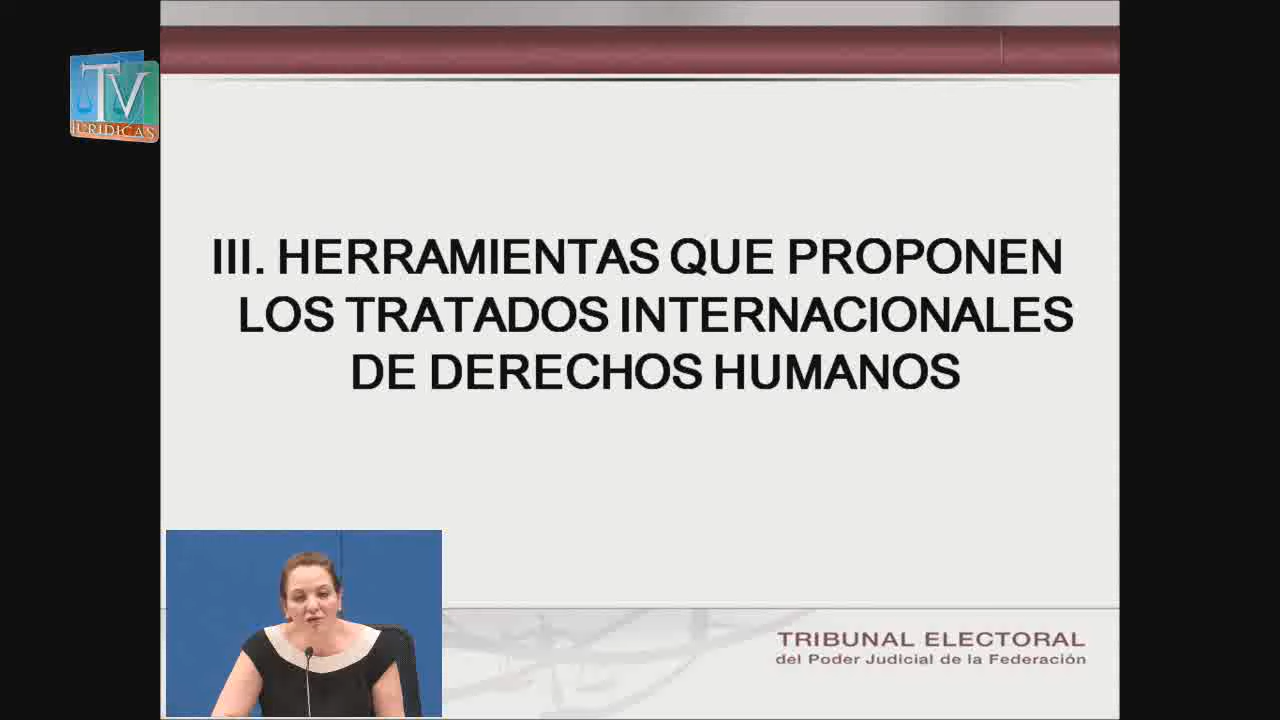 TV
JURIDICAS
III. HERRAMIENTAS QUE PROPONEN
LOS TRATADOS INTERNACIONALES
DE DERECHOS HUMANOS
TRIBUNAL ELECTORAL
del Poder Judicial de la Federación